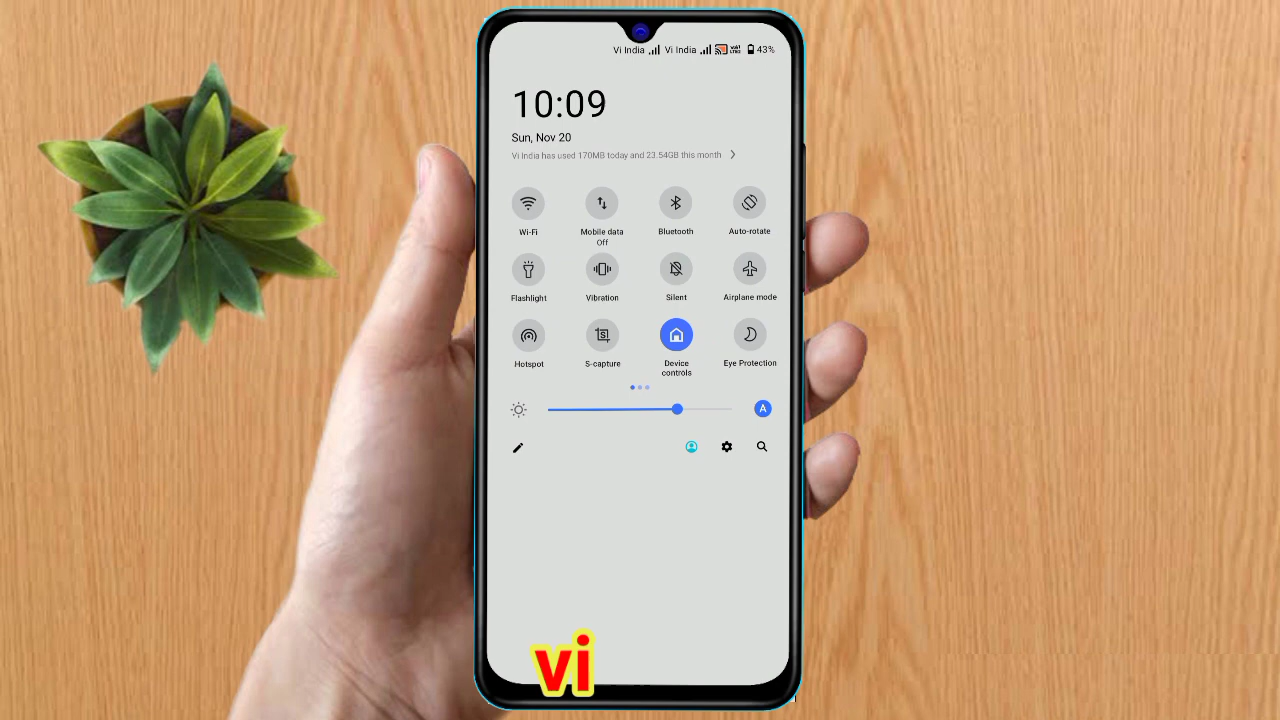 Vi India Vi India 43%
10:09
Sun, Nov 20
Vi India has used 170MB today and 23.54GB this month
Wi-Fi Mobile data Bluetooth Auto-rotate
Off
Flashlight Vibration Silent Airplane mode
Hotspot S-capture Device Eye Protection
controls
A
vi